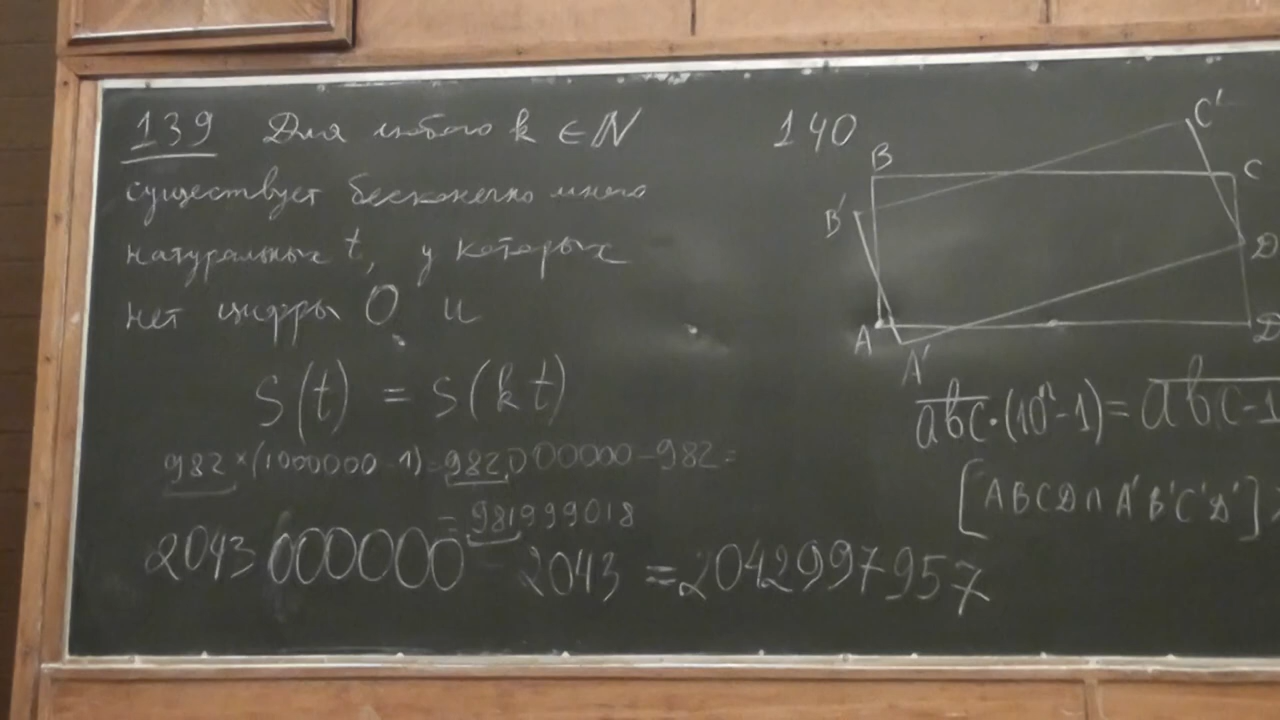 139 Для любого k ∈ ℕ
существует бесконечно много
натуральных t, у которых
нет цифры 0 и
S(t) = S(kt)
982×(1000000-1)=982000000-982=
=981999018
2043000000-2043=2042997957
140
B
C'
C
B'
D
A
A'
D
abc·(10ⁿ-1)=abc-1
[ABCD∩A'B'C'D']